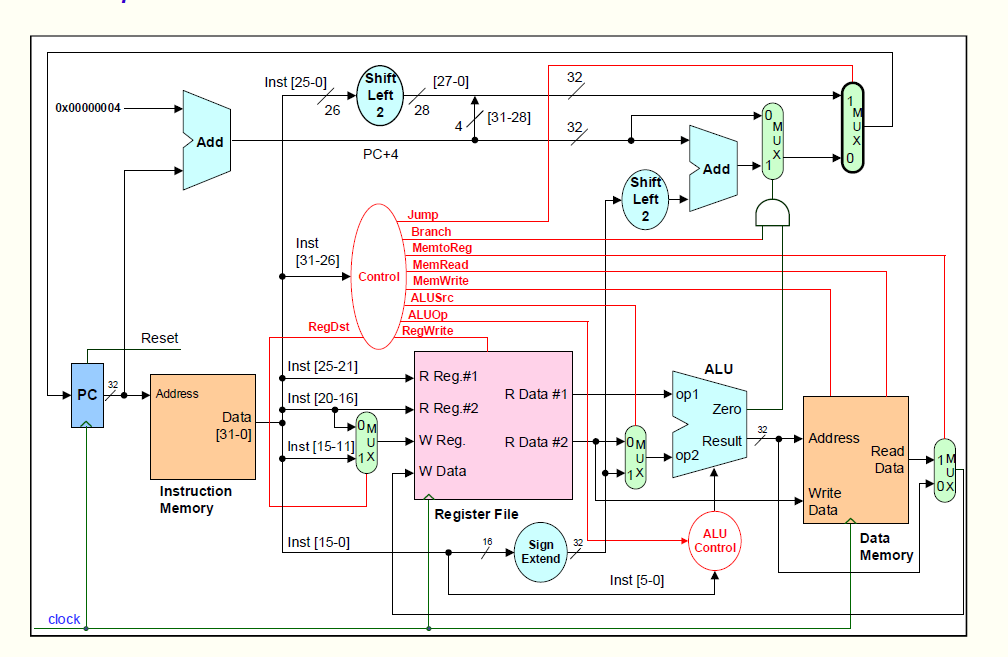 Inst [25-0]
26
Shift
Left
2
[27-0]
28
4
[31-28]
32
0x00000004
Add
PC+4
32
0
M
U
X
1
1
M
U
X
0
Add
Shift
Left
2
Inst
[31-26]
Control
Jump
Branch
MemtoReg
MemRead
MemWrite
ALUSrc
ALUOp
RegWrite
RegDst
Reset
PC
32
Address
Data
[31-0]
Instruction
Memory
Inst [25-21]
Inst [20-16]
Inst [15-11]
0
M
U
1
X
R Reg.#1
R Reg.#2
W Reg.
W Data
R Data #1
R Data #2
Register File
0
M
U
1
X
ALU
op1
Zero
Result
op2
32
Address
Read
Data
Write
Data
Data
Memory
1
M
U
0
X
Inst [15-0]
16
Sign
Extend
32
ALU
Control
Inst [5-0]
clock